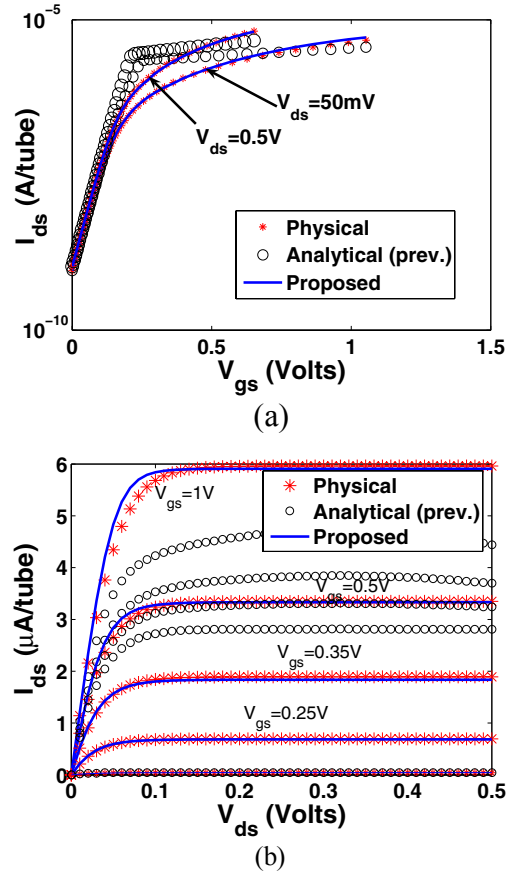 10^-5
I_ds (A/tube)
V_ds=50mV
V_ds=0.5V
Physical
Analytical (prev.)
Proposed
10^-10
0 0.5 1 1.5
V_gs (Volts)
(a)
6
5
4
3
2
1
0
I_ds (μA/tube)
Physical
Analytical (prev.)
Proposed
V_gs=1V
V_gs=0.5V
V_gs=0.35V
V_gs=0.25V
0 0.1 0.2 0.3 0.4 0.5
V_ds (Volts)
(b)